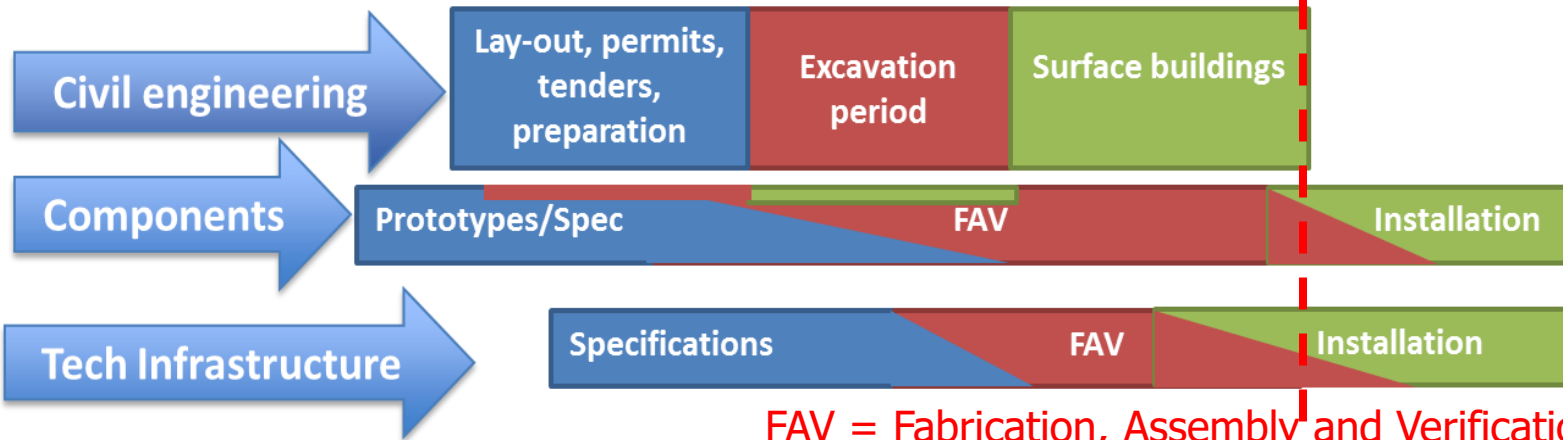 Civil engineering
Lay-out, permits,
tenders,
preparation
Excavation
period
Surface buildings
Components
Prototypes/Spec
FAV
Installation
Tech Infrastructure
Specifications
FAV
Installation
FAV = Fabrication, Assembly and Verificatio